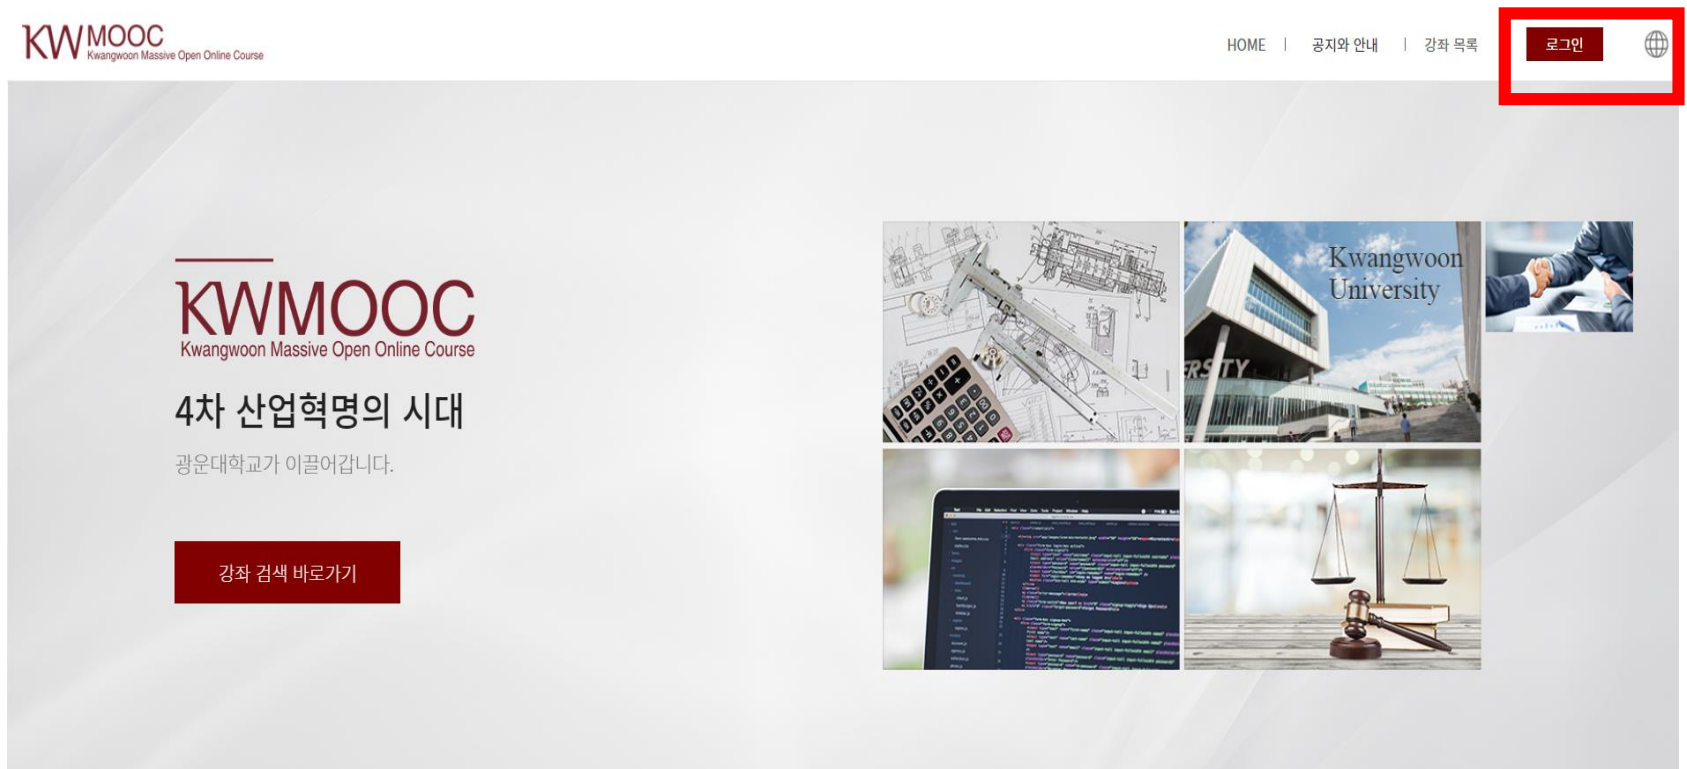 KW MOOC
Kwangwoon Massive Open Online Course
HOME | 공지와 안내 | 강좌 목록
로그인
KWMOOC
Kwangwoon Massive Open Online Course
4차 산업혁명의 시대
광운대학교가 이끌어갑니다.
강좌 검색 바로가기
Kwangwoon
University
RSITY